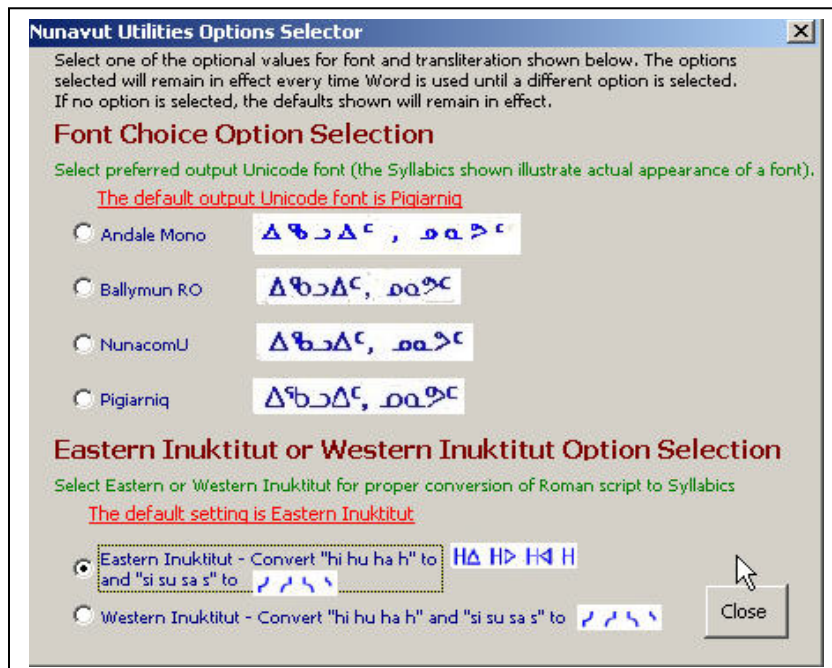 Nunavut Utilities Options Selector
Select one of the optional values for font and transliteration shown below. The options
selected will remain in effect every time Word is used until a different option is selected.
If no option is selected, the defaults shown will remain in effect.
Font Choice Option Selection
Select preferred output Unicode font (the Syllabics shown illustrate actual appearance of a font).
The default output Unicode font is Pigiarniq
Andale Mono ᐃᖃᓗᐃᑦ, ᓄᓇᕗᑦ
Ballymun RO ᐃᖃᓗᐃᑦ, ᓄᓇᕗᑦ
NunacomU ᐃᖃᓗᐃᑦ, ᓄᓇᕗᑦ
Pigiarniq ᐃᖃᓗᐃᑦ, ᓄᓇᕗᑦ
Eastern Inuktitut or Western Inuktitut Option Selection
Select Eastern or Western Inuktitut for proper conversion of Roman script to Syllabics
The default setting is Eastern Inuktitut
Eastern Inuktitut - Convert "hi hu ha h" to ᕼᐃ ᕼᐅ ᕼᐊ ᕼ
and "si su sa s" to ᓯ ᓱ ᓴ ᔅ
Western Inuktitut - Convert "hi hu ha h" and "si su sa s" to ᓯ ᓱ ᓴ ᔅ
Close